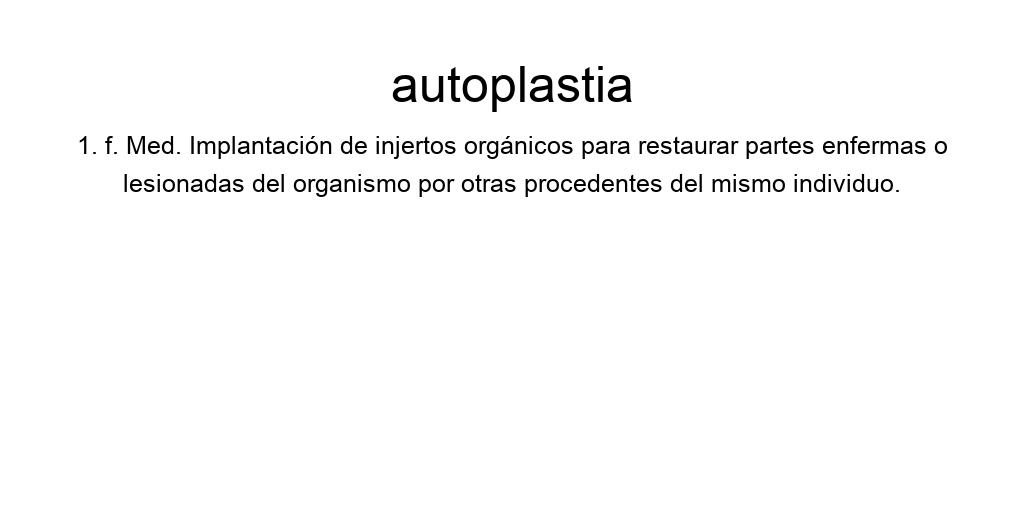 autoplastia
1. f. Med. Implantación de injertos orgánicos para restaurar partes enfermas o
lesionadas del organismo por otras procedentes del mismo individuo.